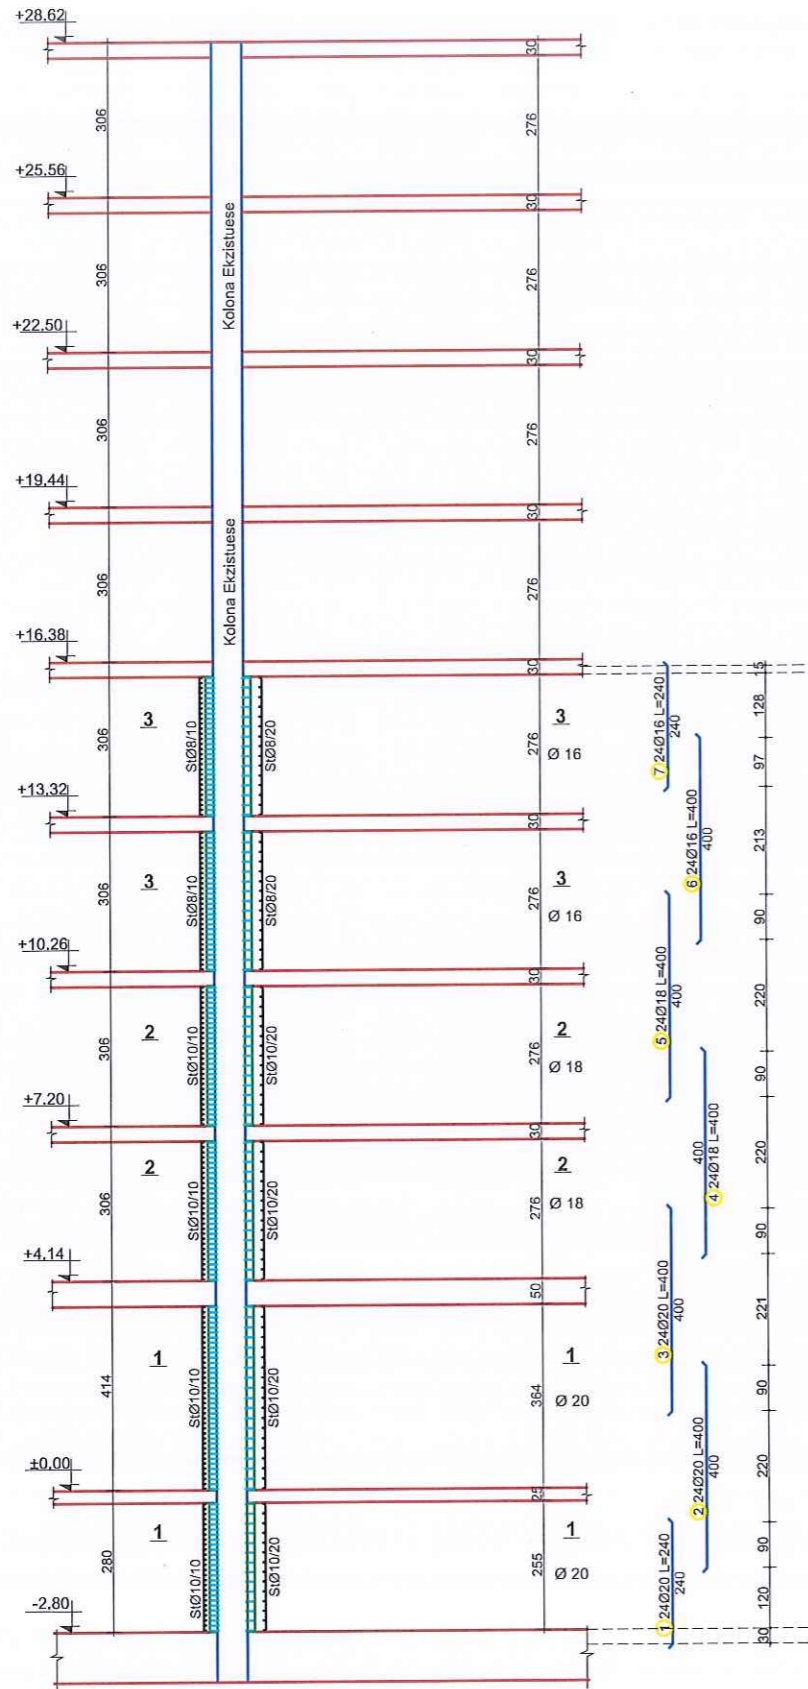 +28.62
30
306
276
+25.56
30
306
Kolona Ekzistuese
276
+22.50
30
306
276
+19.44
30
306
Kolona Ekzistuese
276
+16.38
30
15
3
StØ8/10
StØ8/20
306
276
3
Ø 16
7 24Ø16 L=240
240
128
97
+13.32
30
3
StØ8/10
StØ8/20
306
276
3
Ø 16
6 24Ø16 L=400
400
213
90
+10.26
30
2
StØ10/10
StØ10/20
306
276
2
Ø 18
5 24Ø18 L=400
400
220
90
+7.20
30
2
StØ10/10
StØ10/20
306
276
2
Ø 18
4 24Ø18 L=400
400
220
90
+4.14
50
1
StØ10/10
StØ10/20
414
364
1
Ø 20
3 24Ø20 L=400
400
221
90
±0.00
25
2 24Ø20 L=400
400
220
90
1
StØ10/10
StØ10/20
280
255
1
Ø 20
1 24Ø20 L=240
240
120
-2.80
30